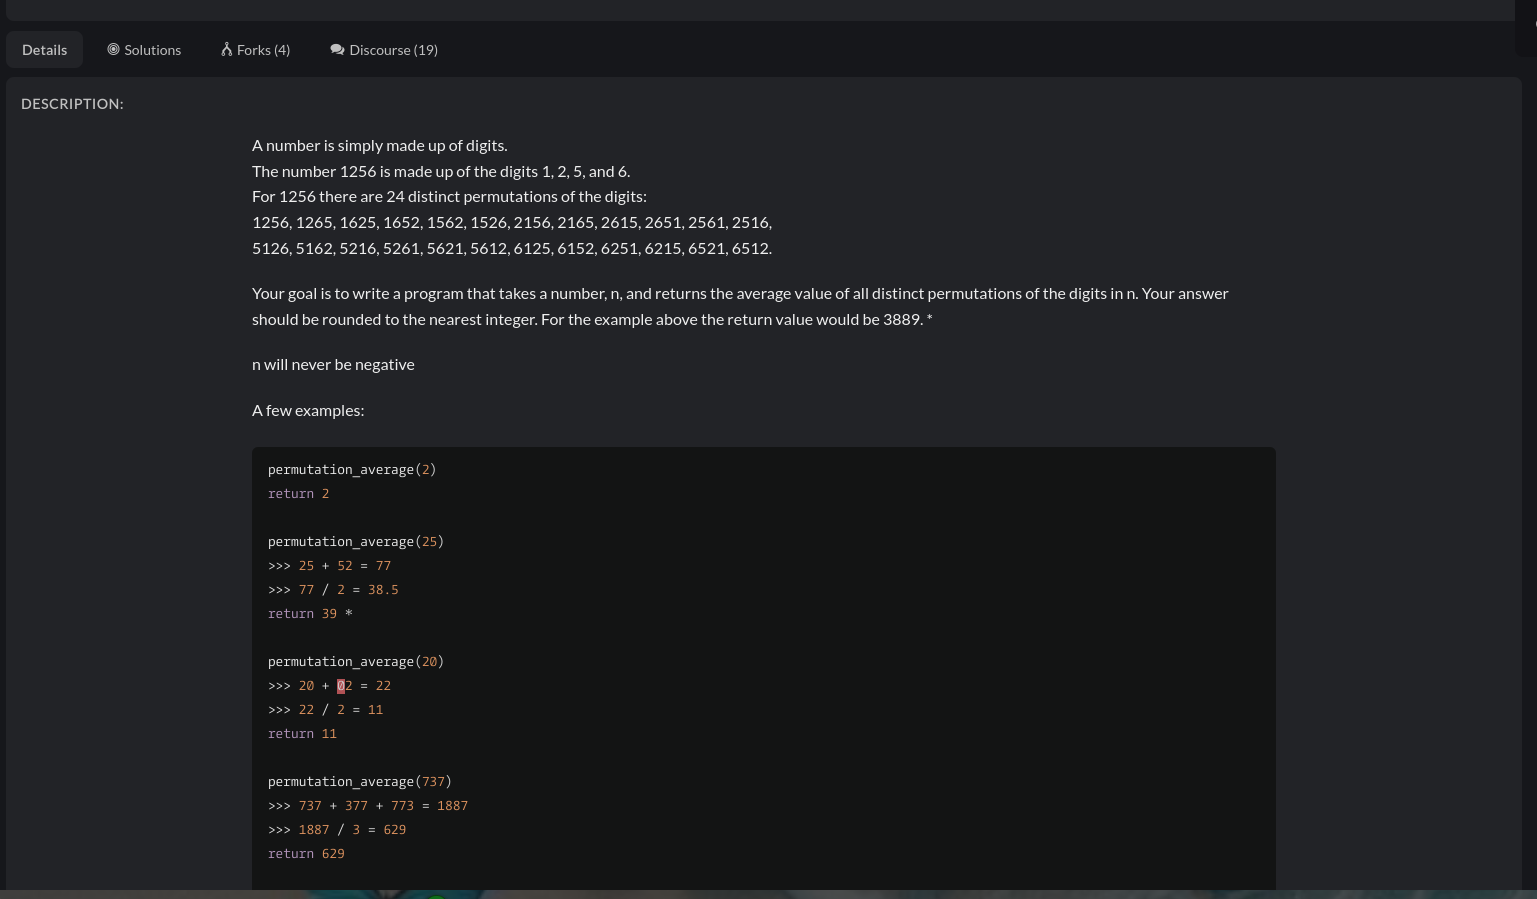 Details Solutions Forks (4) Discourse (19)
DESCRIPTION:
A number is simply made up of digits.
The number 1256 is made up of the digits 1, 2, 5, and 6.
For 1256 there are 24 distinct permutations of the digits:
1256, 1265, 1625, 1652, 1562, 1526, 2156, 2165, 2615, 2651, 2561, 2516,
5126, 5162, 5216, 5261, 5621, 5612, 6125, 6152, 6251, 6215, 6521, 6512.
Your goal is to write a program that takes a number, n, and returns the average value of all distinct permutations of the digits in n. Your answer
should be rounded to the nearest integer. For the example above the return value would be 3889. *
n will never be negative
A few examples:
permutation_average(2)
return 2
permutation_average(25)
>>> 25 + 52 = 77
>>> 77 / 2 = 38.5
return 39 *
permutation_average(20)
>>> 20 + 02 = 22
>>> 22 / 2 = 11
return 11
permutation_average(737)
>>> 737 + 377 + 773 = 1887
>>> 1887 / 3 = 629
return 629